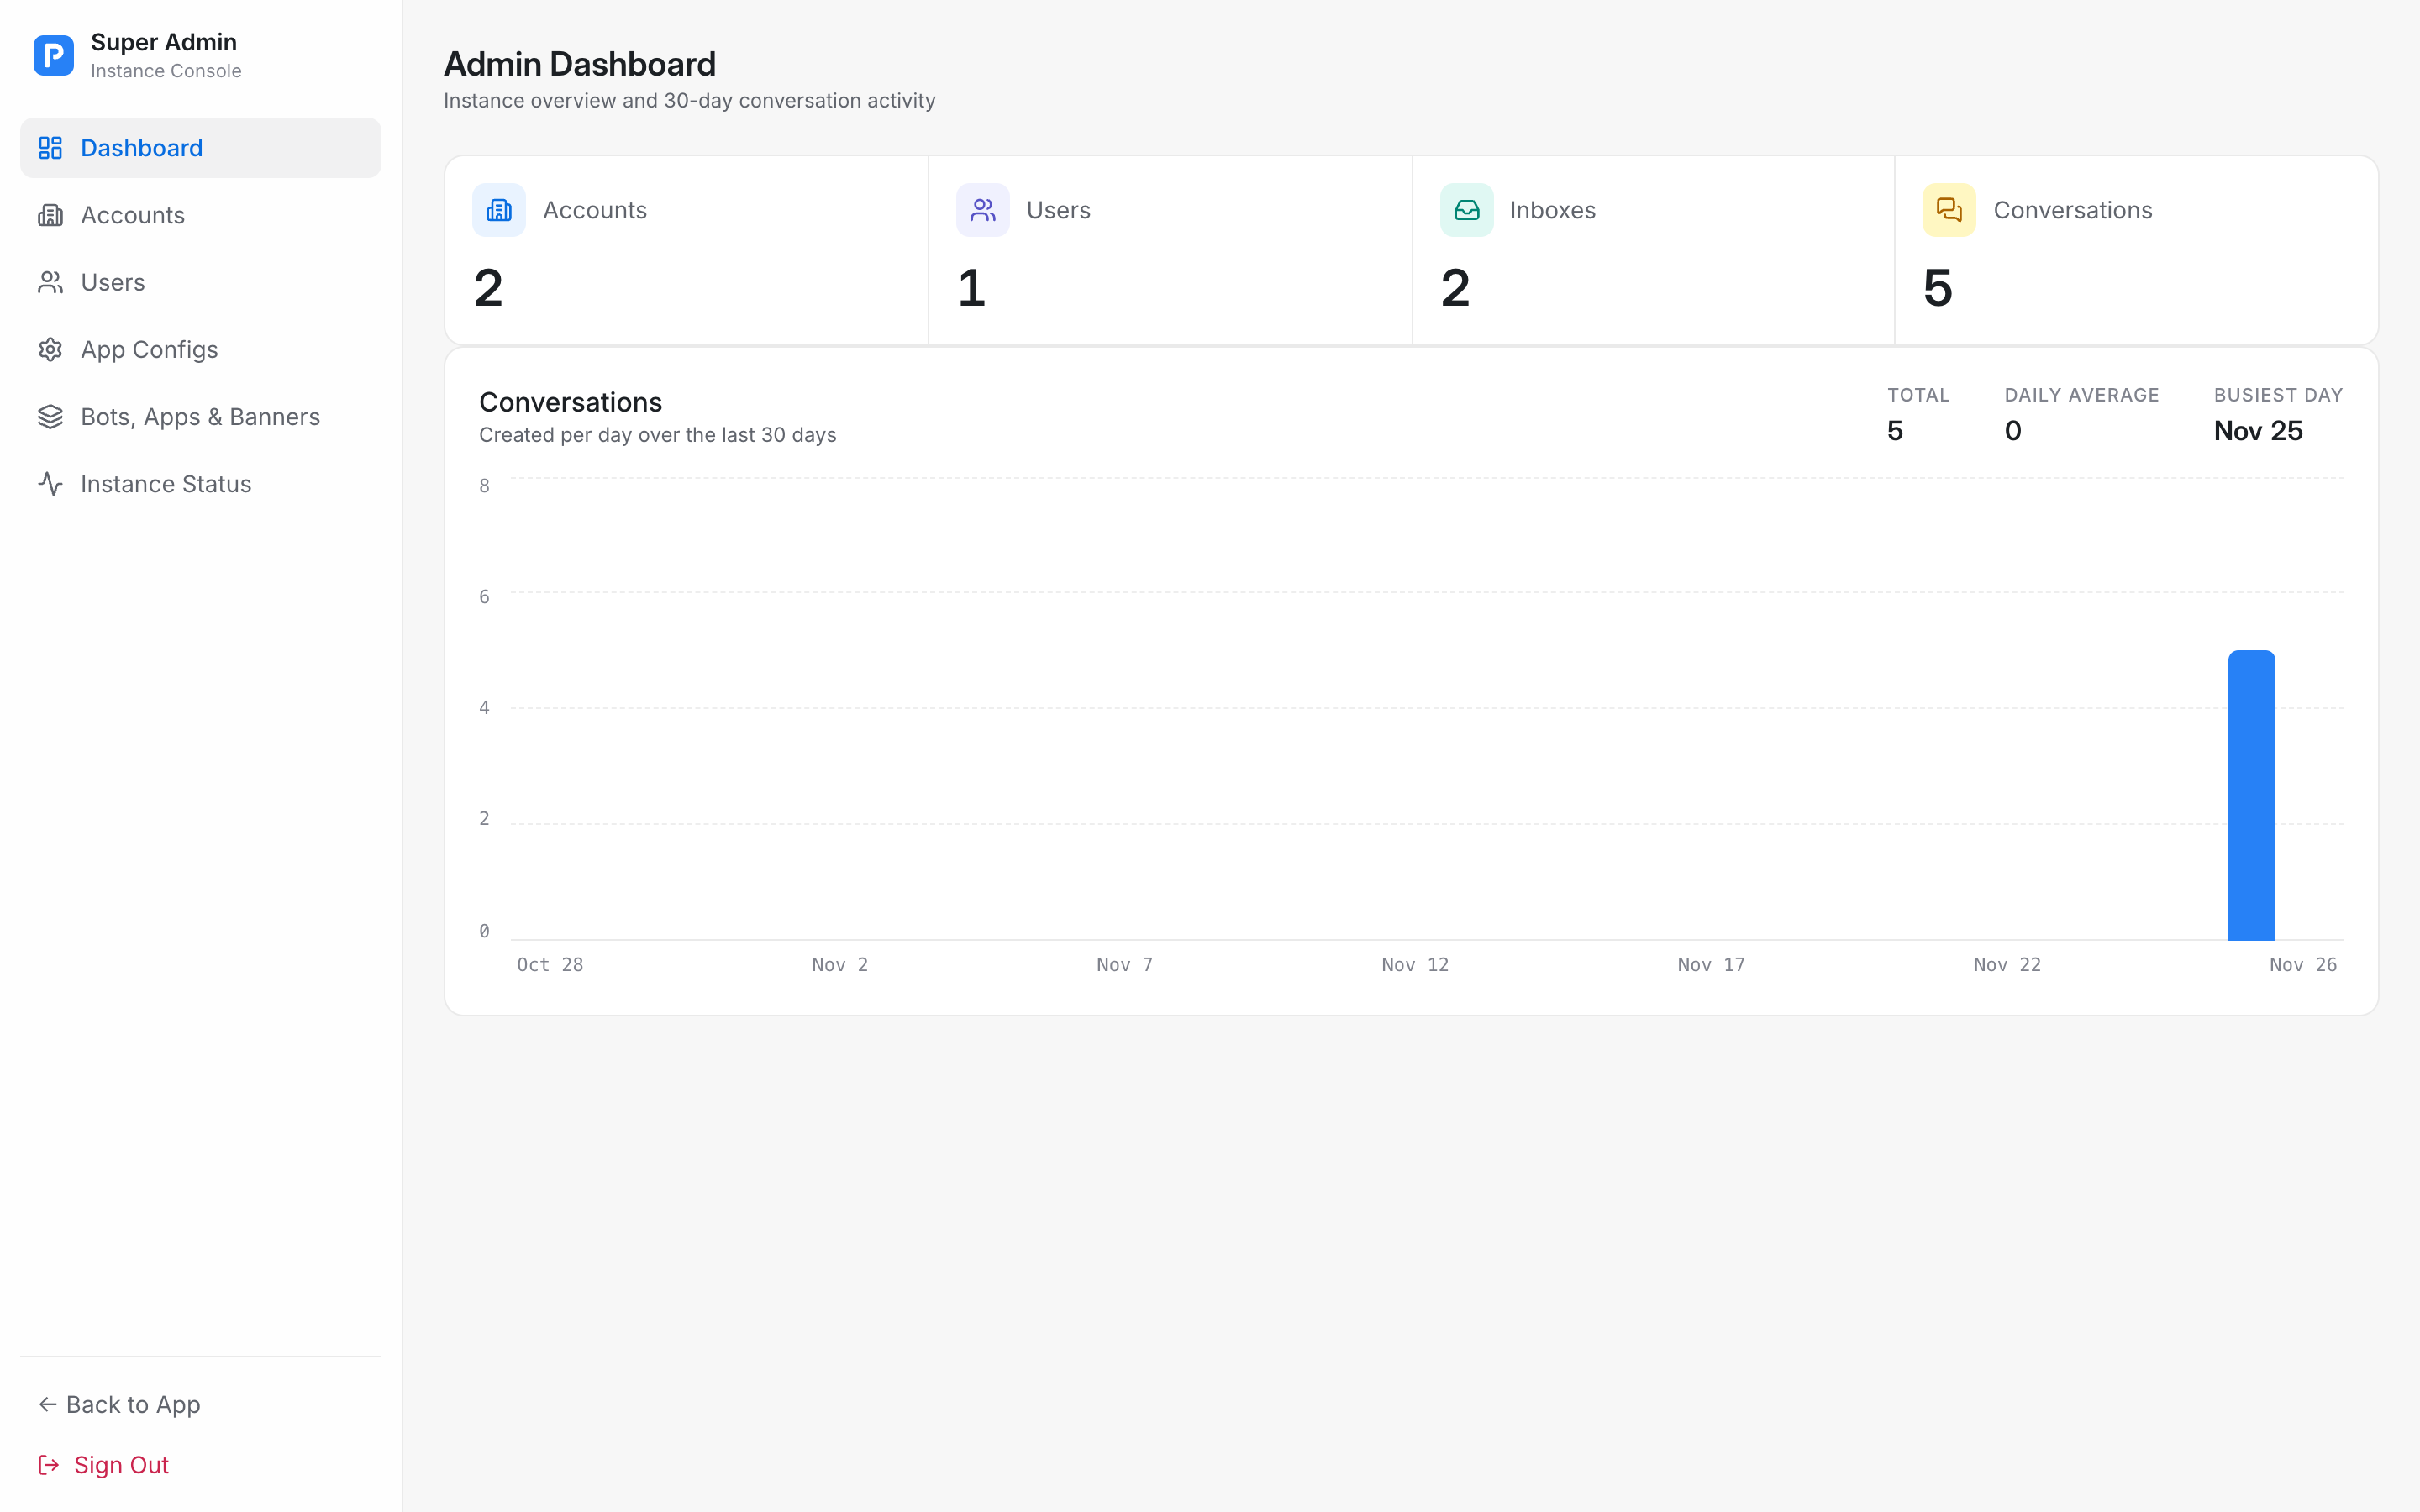 Super Admin
Instance Console
Dashboard
Accounts
Users
App Configs
Bots, Apps & Banners
Instance Status
Back to App
Sign Out
Admin Dashboard
Instance overview and 30-day conversation activity
Accounts
2
Users
1
Inboxes
2
Conversations
5
Conversations
Created per day over the last 30 days
TOTAL
5
DAILY AVERAGE
0
BUSIEST DAY
Nov 25
8
6
4
2
0
Oct 28
Nov 2
Nov 7
Nov 12
Nov 17
Nov 22
Nov 26